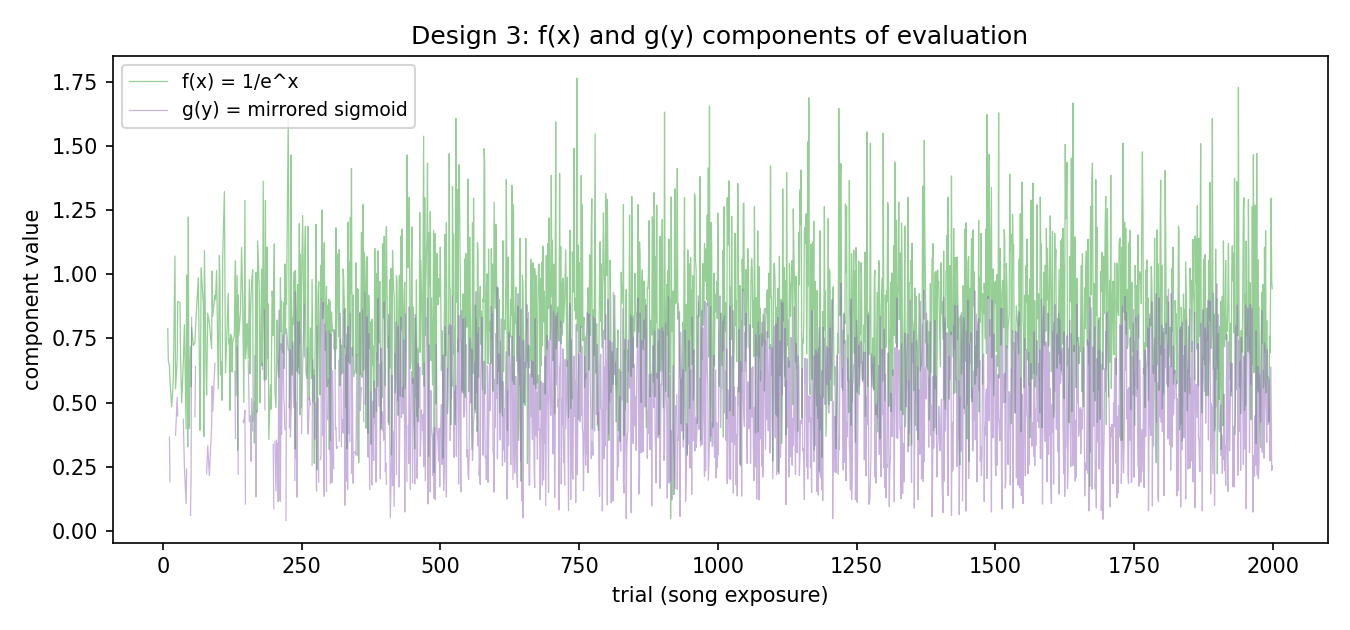 Design 3: f(x) and g(y) components of evaluation
f(x) = 1/e^x
g(y) = mirrored sigmoid
component value
1.75
1.50
1.25
1.00
0.75
0.50
0.25
0.00
0 250 500 750 1000 1250 1500 1750 2000
trial (song exposure)